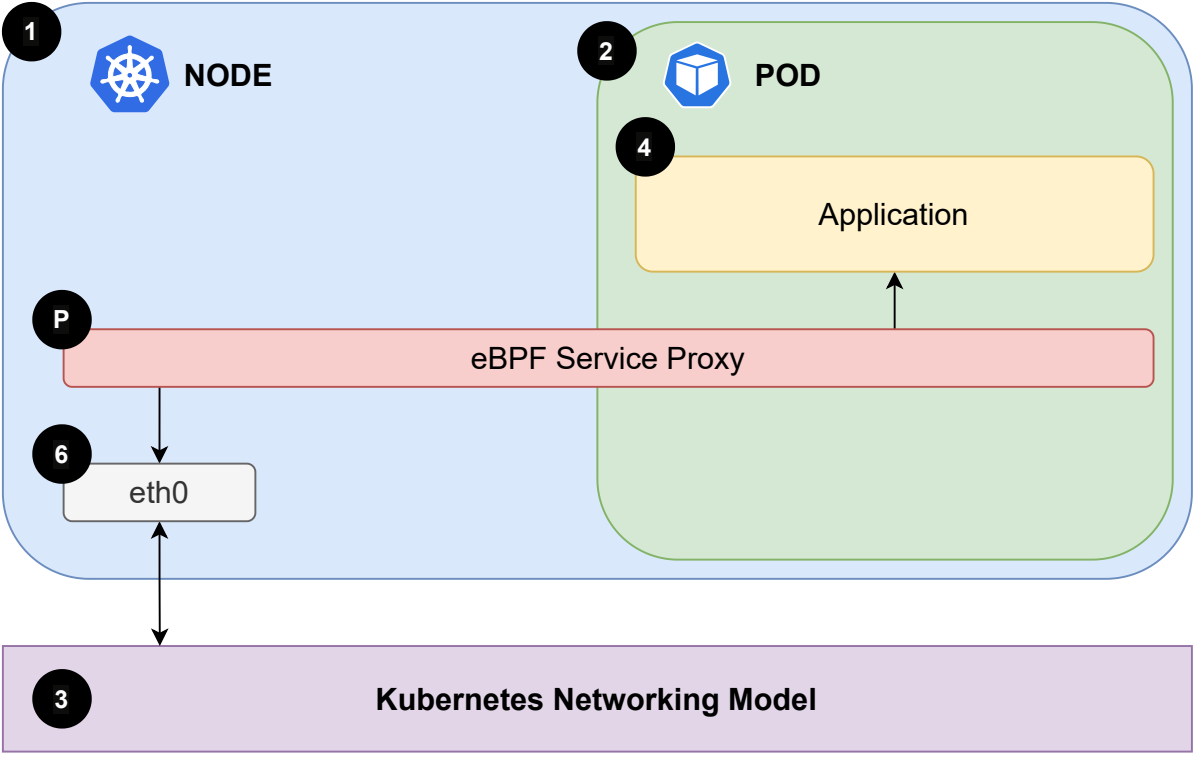 1
NODE
2
POD
4
Application
P
eBPF Service Proxy
6
eth0
3
Kubernetes Networking Model